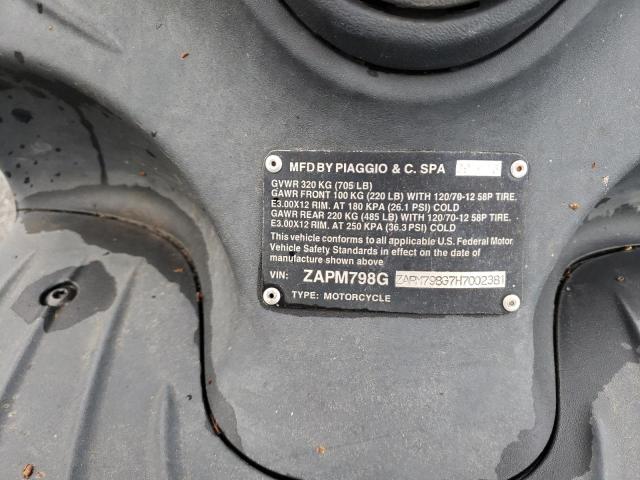 MFD BY PIAGGIO & C. SPA
GVWR 320 KG (705 LB)
GAWR FRONT 100 KG (220 LB) WITH 120/70-12 58P TIRE.
E3.00X12 RIM. AT 180 KPA (26.1 PSI) COLD
GAWR REAR 220 KG (485 LB) WITH 120/70-12 58P TIRE.
E3.00X12 RIM. AT 250 KPA (36.3 PSI) COLD
This vehicle conforms to all applicable U.S. Federal Motor
Vehicle Safety Standards in effect on the date of
manufacture shown above
VIN: ZAPM798G ZAPM798G7H7002381
TYPE: MOTORCYCLE